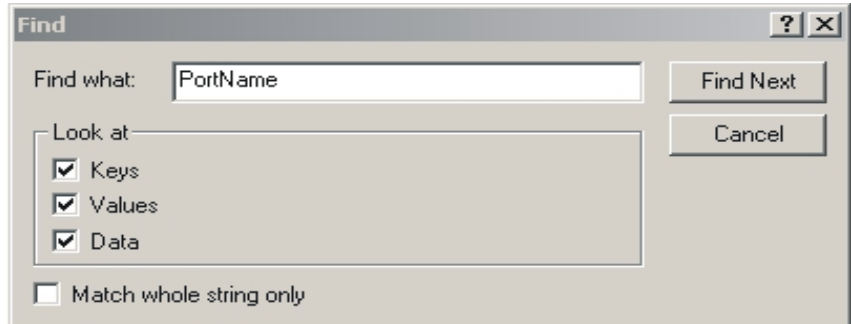 Find
Find what: PortName Find Next
Look at Cancel
Keys
Values
Data
Match whole string only